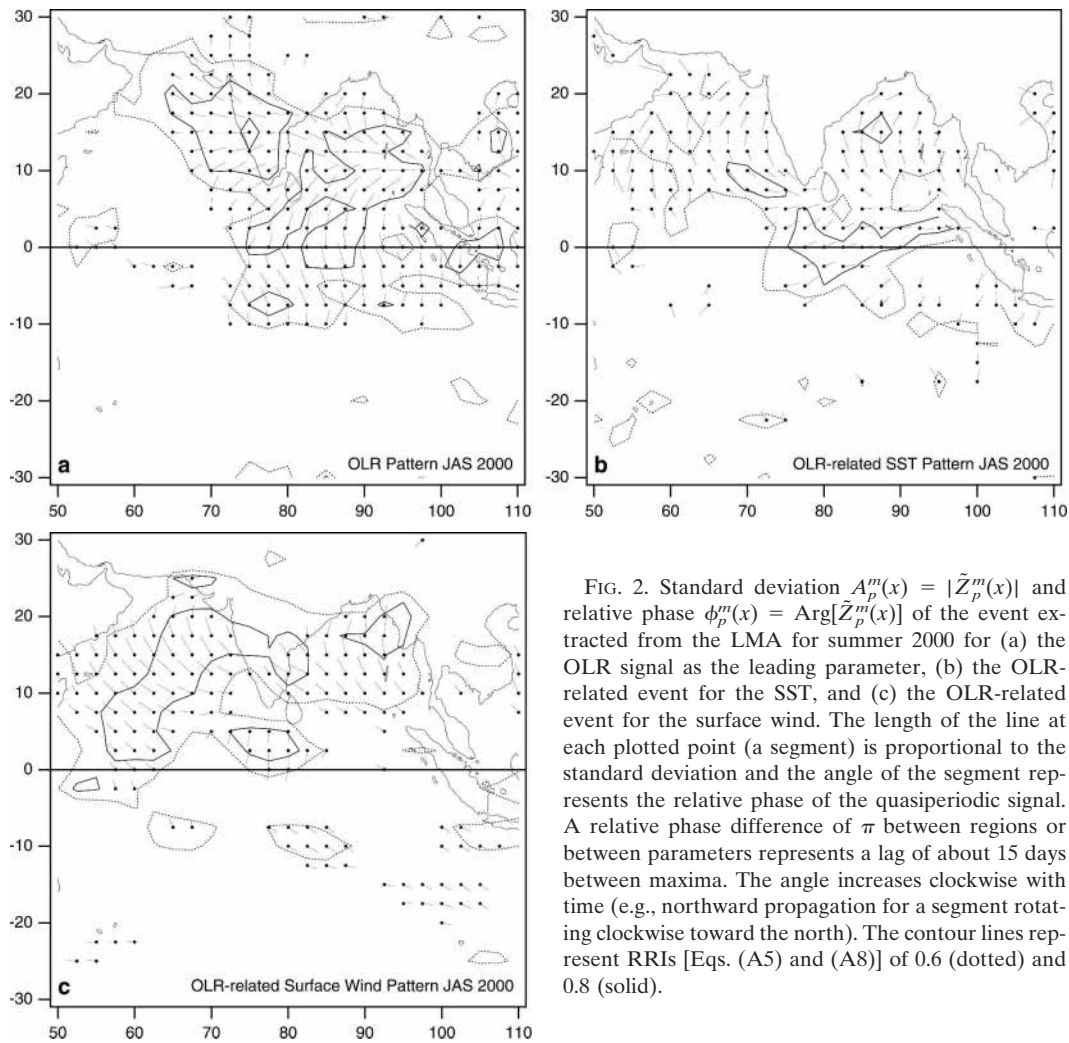 30
20
10
0
-10
-20
-30
a
OLR Pattern JAS 2000
50 60 70 80 90 100 110
30
20
10
0
-10
-20
-30
b
OLR-related SST Pattern JAS 2000
50 60 70 80 90 100 110
30
20
10
0
-10
-20
-30
c
OLR-related Surface Wind Pattern JAS 2000
50 60 70 80 90 100 110
FIG. 2. Standard deviation A_p^m(x) = |Z̃_p^m(x)| and
relative phase ϕ_p^m(x) = Arg[Z̃_p^m(x)] of the event ex-
tracted from the LMA for summer 2000 for (a) the
OLR signal as the leading parameter, (b) the OLR-
related event for the SST, and (c) the OLR-related
event for the surface wind. The length of the line at
each plotted point (a segment) is proportional to the
standard deviation and the angle of the segment rep-
resents the relative phase of the quasiperiodic signal.
A relative phase difference of π between regions or
between parameters represents a lag of about 15 days
between maxima. The angle increases clockwise with
time (e.g., northward propagation for a segment rotat-
ing clockwise toward the north). The contour lines rep-
resent RRIs [Eqs. (A5) and (A8)] of 0.6 (dotted) and
0.8 (solid).